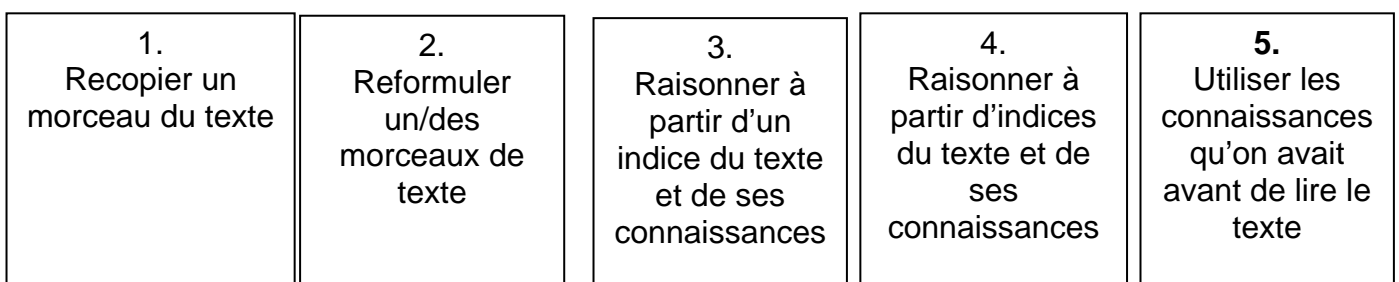 1.
Recopier un
morceau du texte
2.
Reformuler
un/des
morceaux de
texte
3.
Raisonner à
partir d’un
indice du texte
et de ses
connaissances
4.
Raisonner à
partir d’indices
du texte et de
ses
connaissances
5.
Utiliser les
connaissances
qu’on avait
avant de lire le
texte